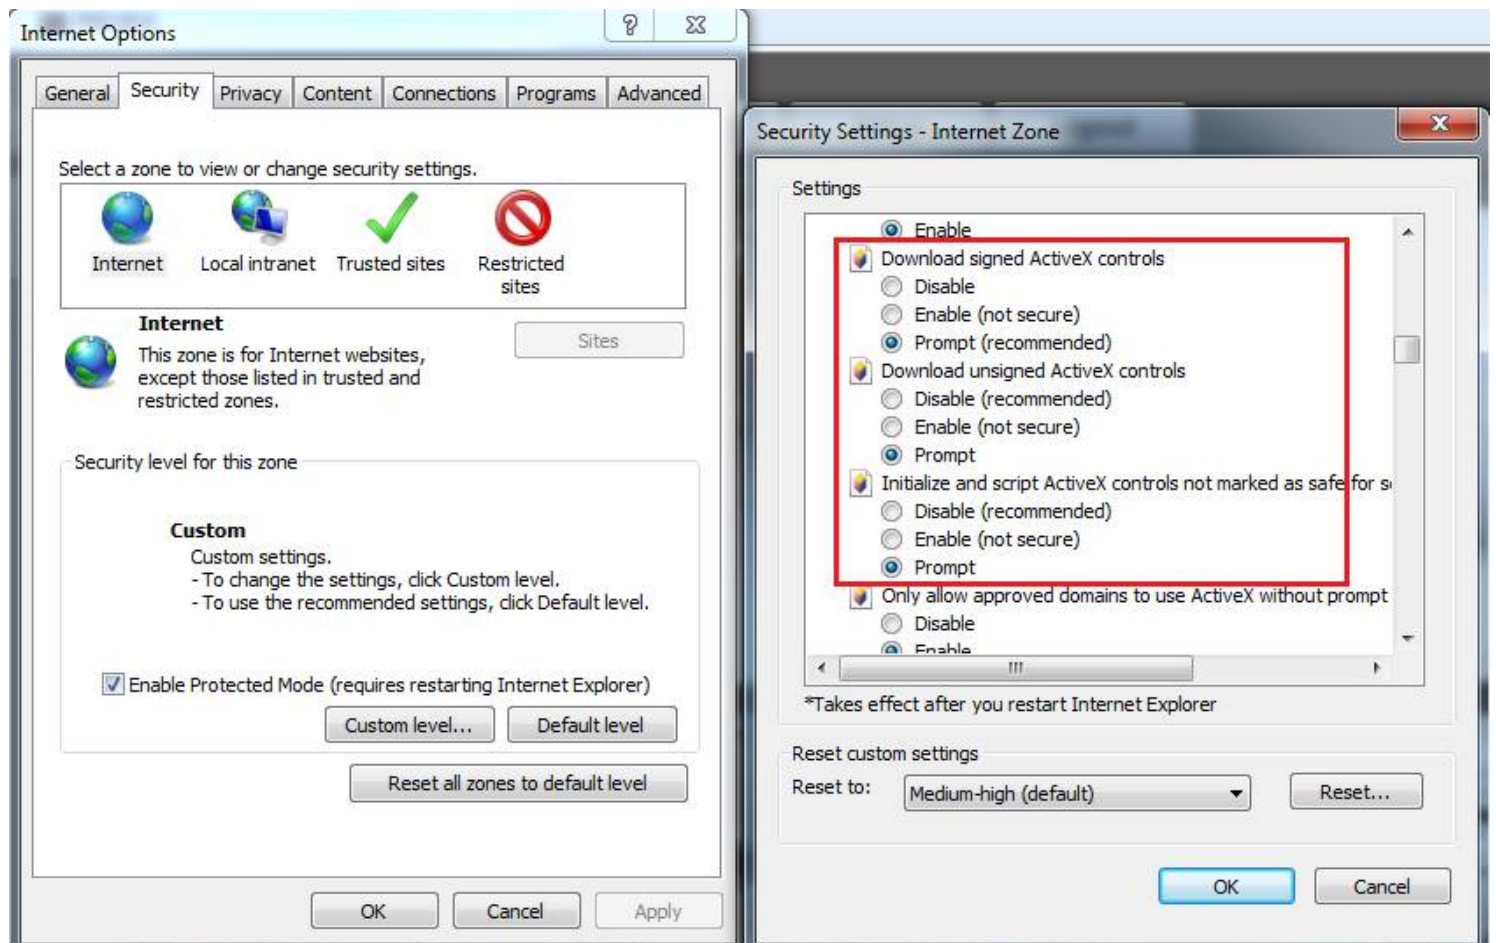 Internet Options
General Security Privacy Content Connections Programs Advanced
Select a zone to view or change security settings.
Internet
Local intranet
Trusted sites
Restricted
sites
Internet
Sites
This zone is for Internet websites,
except those listed in trusted and
restricted zones.
Security level for this zone
Custom
Custom settings.
- To change the settings, click Custom level.
- To use the recommended settings, click Default level.
Enable Protected Mode (requires restarting Internet Explorer)
Custom level...
Default level
Reset all zones to default level
OK
Cancel
Apply
Security Settings - Internet Zone
X
Settings
Enable
Download signed ActiveX controls
Disable
Enable (not secure)
Prompt (recommended)
Download unsigned ActiveX controls
Disable (recommended)
Enable (not secure)
Prompt
Initialize and script ActiveX controls not marked as safe for s
Disable (recommended)
Enable (not secure)
Prompt
Only allow approved domains to use ActiveX without prompt
Disable
Enable
*Takes effect after you restart Internet Explorer
Reset custom settings
Reset to:
Medium-high (default)
Reset...
OK
Cancel